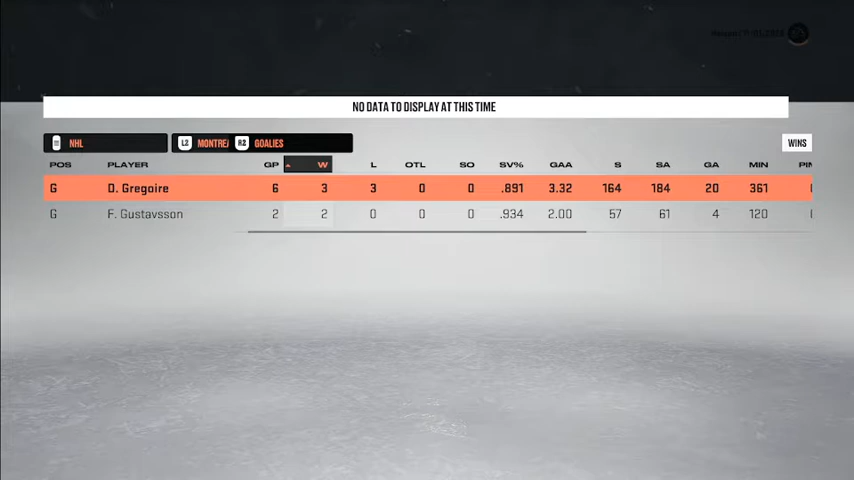 NO DATA TO DISPLAY AT THIS TIME
NHL L2 MONTREA R2 GOALIES WINS
POS PLAYER GP W L OTL SO SV% GAA S SA GA MIN PIM
G D. Gregoire 6 3 3 0 0 .891 3.32 164 184 20 361
G F. Gustavsson 2 2 0 0 0 .934 2.00 57 61 4 120